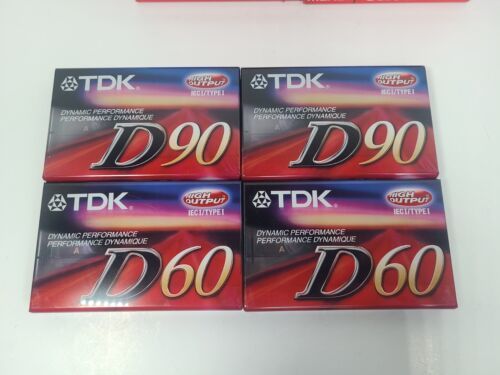 TDK
HIGH OUTPUT
IEC I/TYPE I
DYNAMIC PERFORMANCE
PERFORMANCE DYNAMIQUE
A
D90
TDK
HIGH OUTPUT
IEC I/TYPE I
DYNAMIC PERFORMANCE
PERFORMANCE DYNAMIQUE
A
D90
TDK
HIGH OUTPUT
IEC I/TYPE I
DYNAMIC PERFORMANCE
PERFORMANCE DYNAMIQUE
A
D60
TDK
HIGH OUTPUT
IEC I/TYPE I
DYNAMIC PERFORMANCE
PERFORMANCE DYNAMIQUE
A
D60